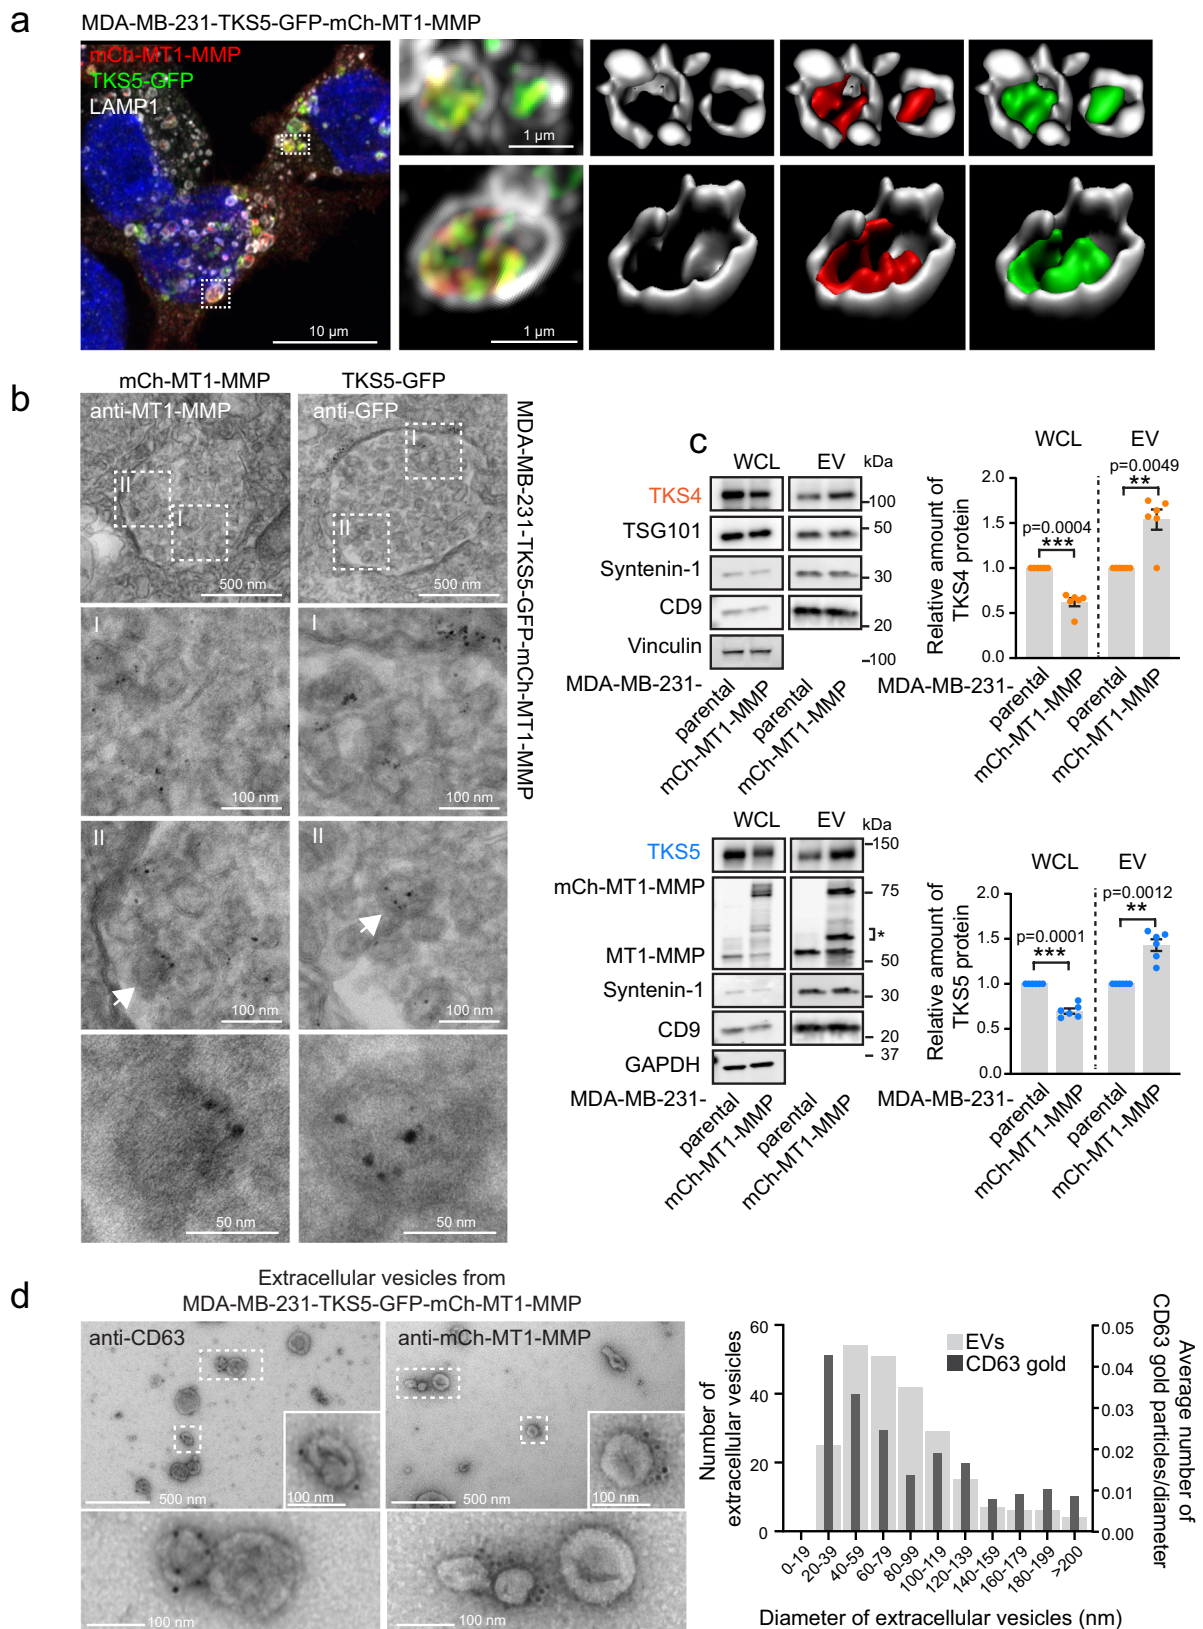 a
MDA-MB-231-TKS5-GFP-mCh-MT1-MMP
mCh-MT1-MMP
TKS5-GFP
LAMP1
10 µm
1 µm
1 µm
b
mCh-MT1-MMP
TKS5-GFP
anti-MT1-MMP
anti-GFP
II
I
I
II
500 nm
500 nm
I
I
100 nm
100 nm
II
II
100 nm
100 nm
50 nm
50 nm
MDA-MB-231-TKS5-GFP-mCh-MT1-MMP
c
WCL
EV
kDa
TKS4
100
TSG101
50
Syntenin-1
30
CD9
20
Vinculin
100
MDA-MB-231-
parental
mCh-MT1-MMP
parental
mCh-MT1-MMP
WCL
EV
p=0.0049
**
p=0.0004
***
2.0
1.5
1.0
0.5
0.0
Relative amount of
TKS4 protein
MDA-MB-231-
parental
mCh-MT1-MMP
parental
mCh-MT1-MMP
WCL
EV
kDa
TKS5
150
mCh-MT1-MMP
75
*
MT1-MMP
50
Syntenin-1
30
CD9
20
37
GAPDH
MDA-MB-231-
parental
mCh-MT1-MMP
parental
mCh-MT1-MMP
WCL
EV
p=0.0012
**
p=0.0001
***
2.0
1.5
1.0
0.5
0.0
Relative amount of
TKS5 protein
MDA-MB-231-
parental
mCh-MT1-MMP
parental
mCh-MT1-MMP
d
Extracellular vesicles from
MDA-MB-231-TKS5-GFP-mCh-MT1-MMP
anti-CD63
anti-mCh-MT1-MMP
500 nm
100 nm
500 nm
100 nm
100 nm
100 nm
60
40
20
0
Number of
extracellular vesicles
EVs
CD63 gold
0.05
0.04
0.03
0.02
0.01
0.00
Average number of
CD63 gold particles/diameter
0-19
20-39
40-59
60-79
80-99
100-119
120-139
140-159
160-179
180-199
>200
Diameter of extracellular vesicles (nm)